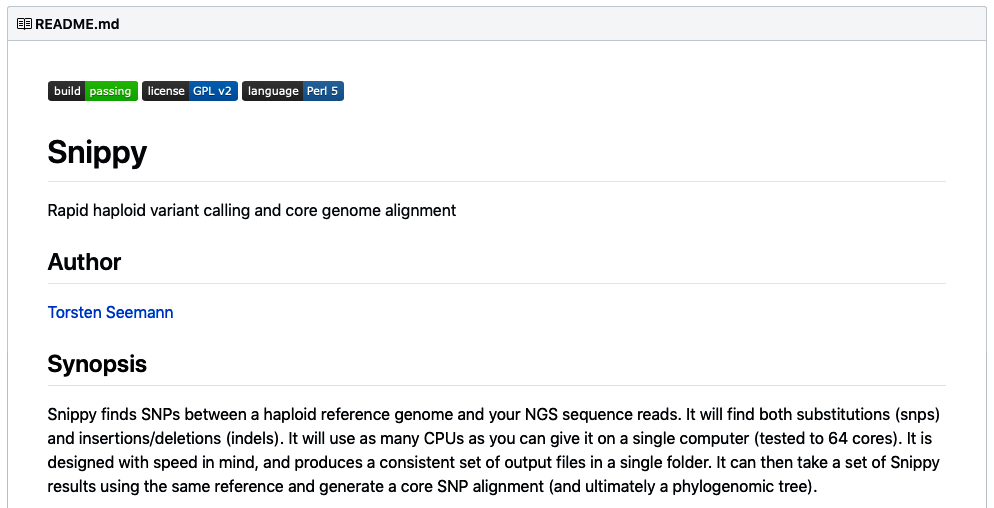 README.md
build passing license GPL v2 language Perl 5
Snippy
Rapid haploid variant calling and core genome alignment
Author
Torsten Seemann
Synopsis
Snippy finds SNPs between a haploid reference genome and your NGS sequence reads. It will find both substitutions (snps)
and insertions/deletions (indels). It will use as many CPUs as you can give it on a single computer (tested to 64 cores). It is
designed with speed in mind, and produces a consistent set of output files in a single folder. It can then take a set of Snippy
results using the same reference and generate a core SNP alignment (and ultimately a phylogenomic tree).